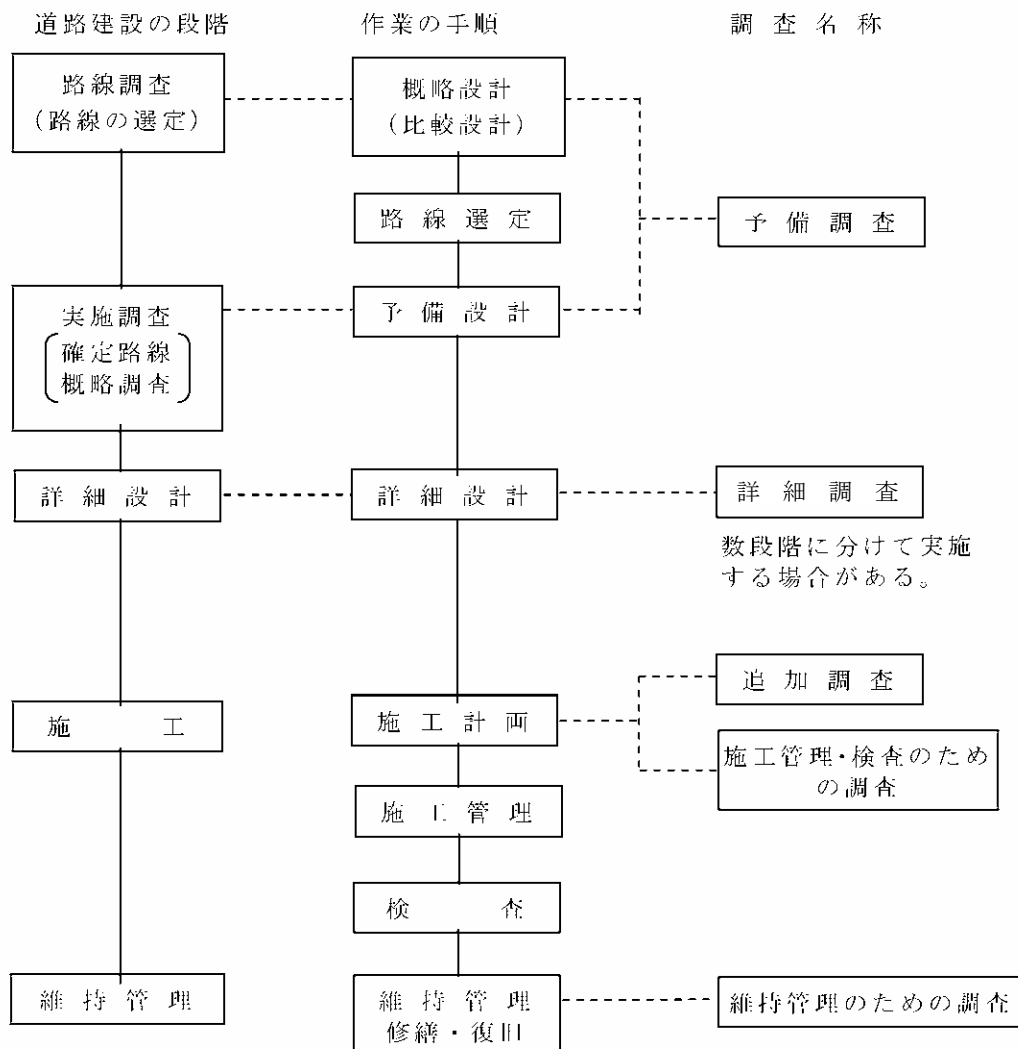 道路建設の段階
作業の手順
調査名称
路線調査
(路線の選定)
概略設計
(比較設計)
路線選定
予備調査
実施調査
確定路線
概略調査
予備設計
詳細設計
詳細設計
詳細調査
数段階に分けて実施
する場合がある。
追加調査
施工
施工計画
施工管理・検査のため
の調査
施工管理
検査
維持管理
維持管理
修繕・復旧
維持管理のための調査